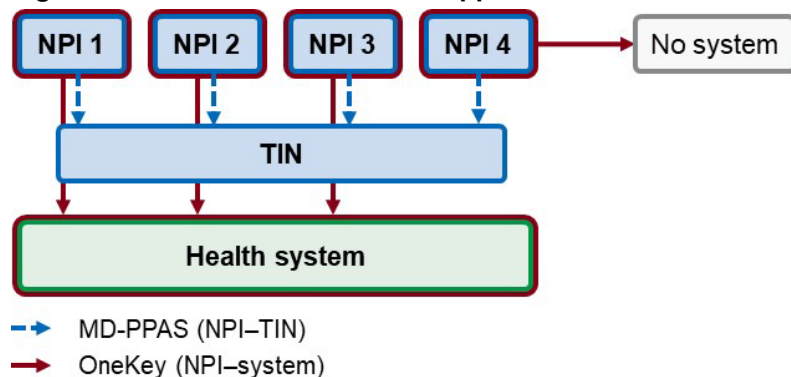 NPI 1 NPI 2 NPI 3 NPI 4 No system
TIN
Health system
MD-PPAS (NPI–TIN)
OneKey (NPI–system)